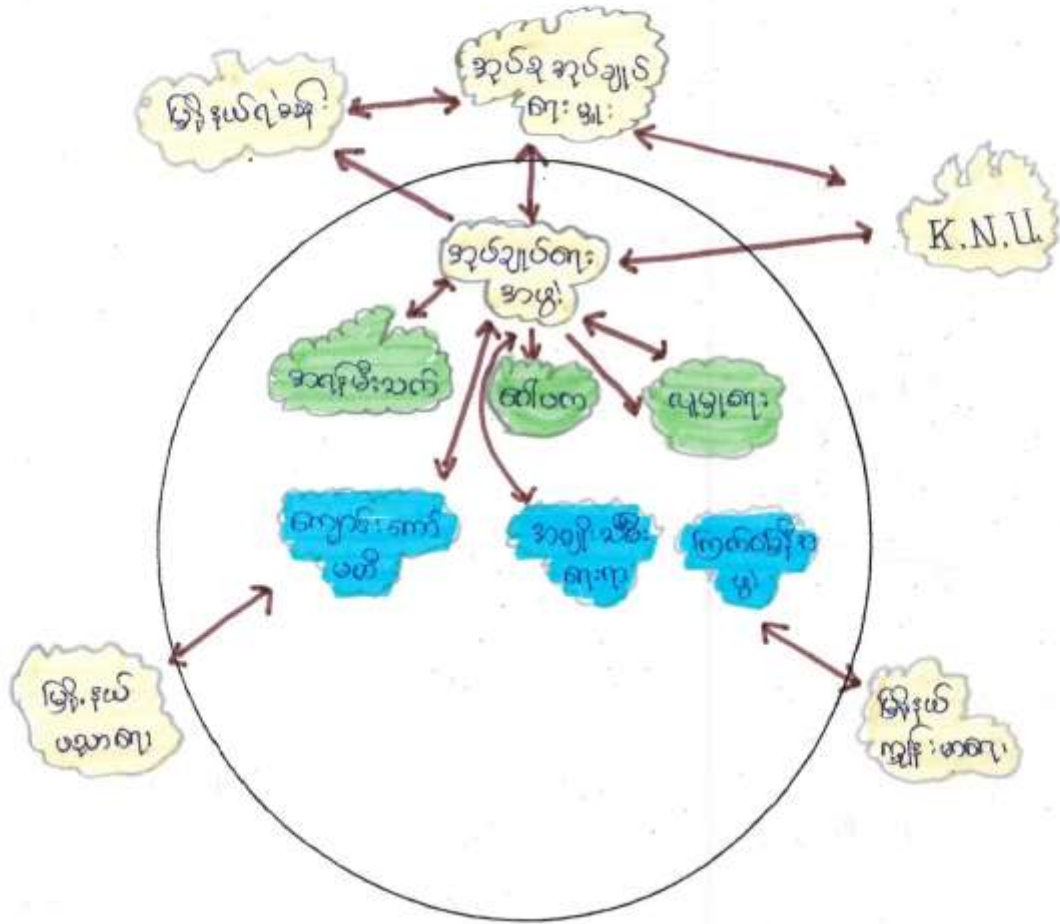 မြို့နယ်ရဲစခန်း
အုပ်စုအုပ်ချုပ်
ရေးမှူး
K.N.U.
အုပ်ချုပ်ရေး
အဖွဲ့
အရန်မီးသတ်
ဝေါပက
လူမှုရေး
ကျောင်းကော်
မတီ
အမျိုးသမီး
ရေးရာ
ကြက်ခြေနီအ
ဖွဲ့
မြို့နယ်
ပညာရေး
မြို့နယ်
ကျန်းမာရေး